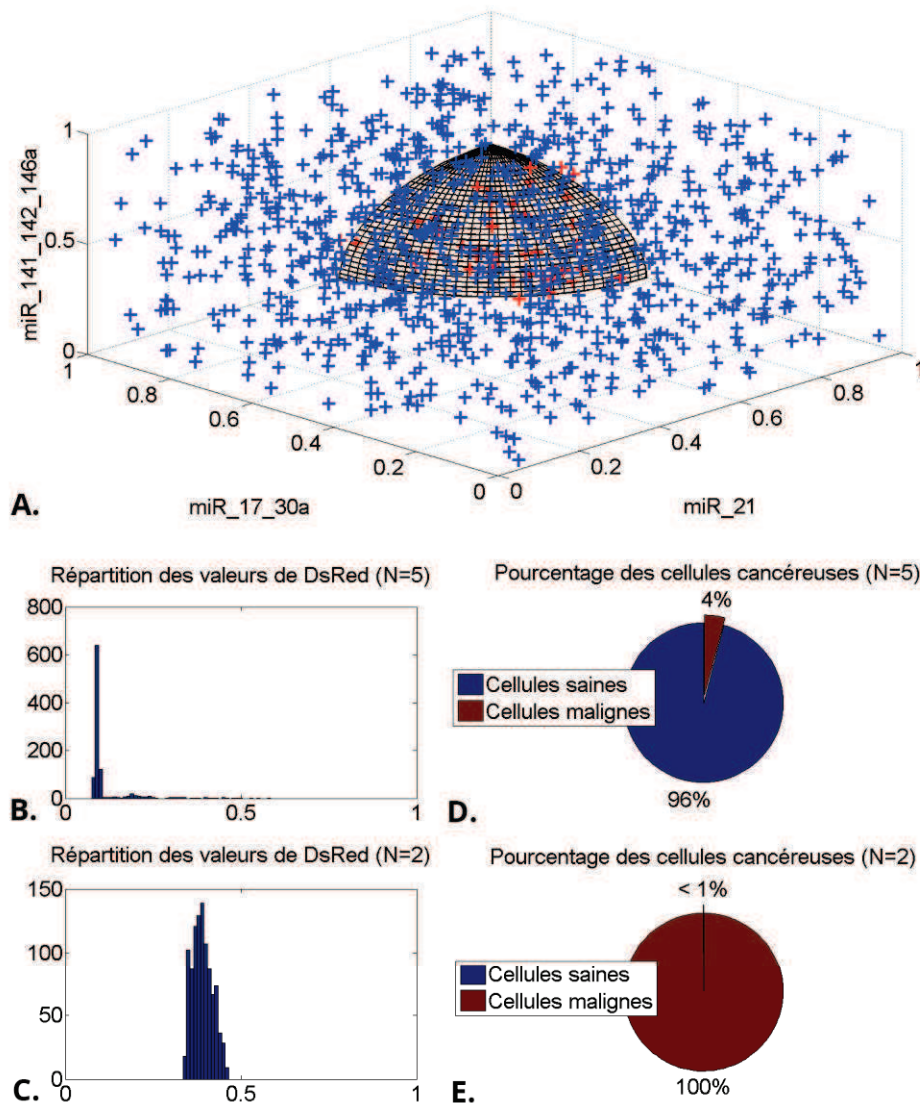 1
0.5
0
miR_141_142_146a
1
0.8
0.6
0.4
0.2
0
miR_17_30a
0
0.2
0.4
0.6
0.8
1
miR_21
A.
Répartition des valeurs de DsRed (N=5)
800
600
400
200
0
0
0.5
1
B.
Pourcentage des cellules cancéreuses (N=5)
4%
Cellules saines
Cellules malignes
96%
D.
Répartition des valeurs de DsRed (N=2)
150
100
50
0
0
0.5
1
C.
Pourcentage des cellules cancéreuses (N=2)
< 1%
Cellules saines
Cellules malignes
100%
E.